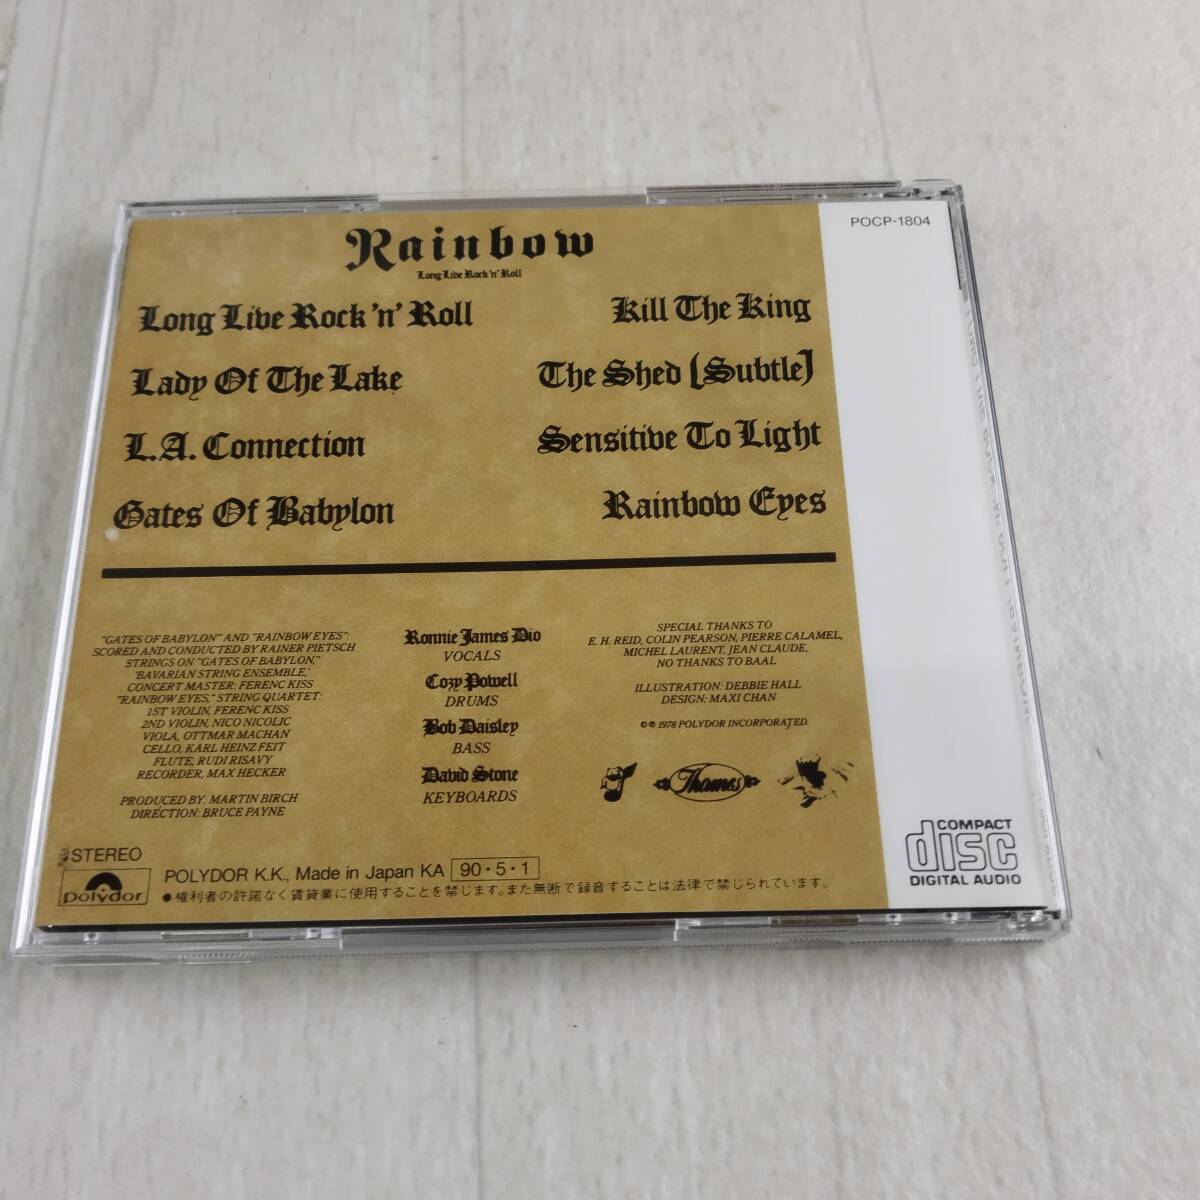 POCP-1804
Rainbow
Long Live Rock 'n' Roll
Long Live Rock 'n' Roll
Lady Of The Lake
L.A. Connection
Gates Of Babylon
Kill The King
The Shed [Subtle]
Sensitive To Light
Rainbow Eyes
"GATES OF BABYLON" AND "RAINBOW EYES":
SCORED AND CONDUCTED BY RAINER PIETSCH
STRINGS ON "GATES OF BABYLON,"
'BAVARIAN STRING ENSEMBLE,'
CONCERT MASTER: FERENC KISS
"RAINBOW EYES," STRING QUARTET:
1ST VIOLIN, FERENC KISS
2ND VIOLIN, NICO NICOLIC
VIOLA, OTTMAR MACHAN
CELLO, KARL HEINZ FEIT
FLUTE, RUDI RISAVY
RECORDER, MAX HECKER
PRODUCED BY: MARTIN BIRCH
DIRECTION: BRUCE PAYNE
Ronnie James Dio
VOCALS
Cozy Powell
DRUMS
Bob Daisley
BASS
David Stone
KEYBOARDS
SPECIAL THANKS TO
E. H. REID, COLIN PEARSON, PIERRE CALAMEL,
MICHEL LAURENT, JEAN CLAUDE,
NO THANKS TO BAAL
ILLUSTRATION: DEBBIE HALL
DESIGN: MAXI CHAN
©℗ 1978 POLYDOR INCORPORATED.
Thames
STEREO
polydor
POLYDOR K.K., Made in Japan KA 90・5・1
●権利者の許諾なく賃貸業に使用することを禁じます。また無断で録音することは法律で禁じられています。
COMPACT
disc
DIGITAL AUDIO